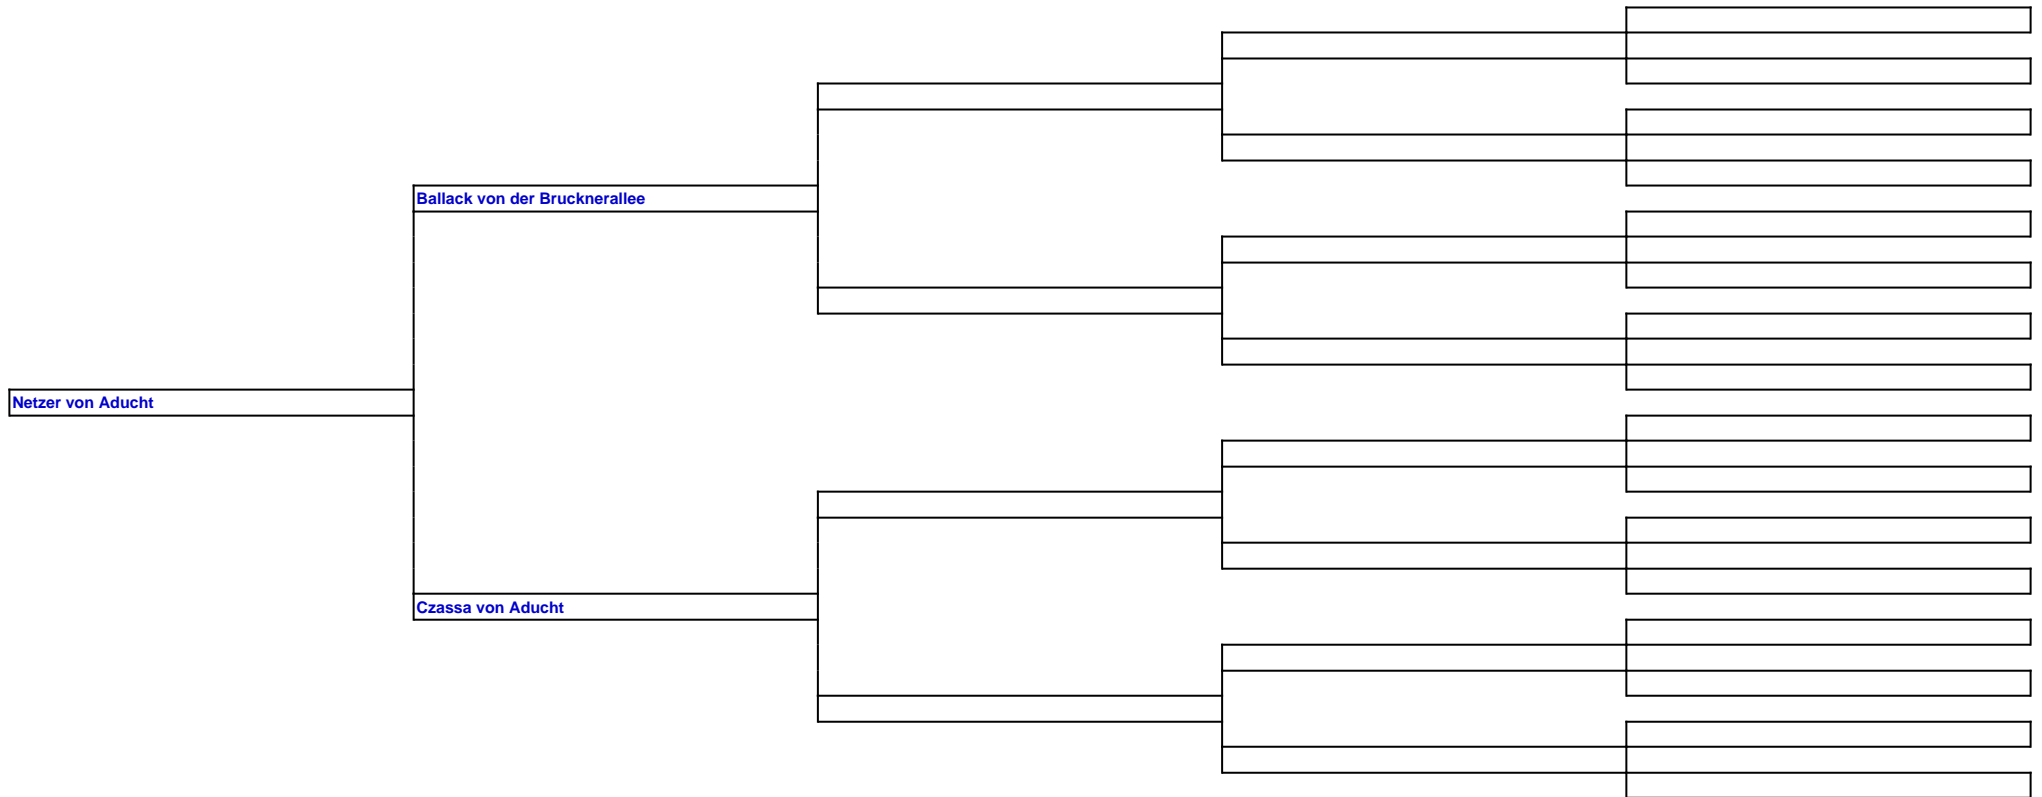 Ballack von der Brucknerallee
Netzer von Aducht
Czassa von Aducht